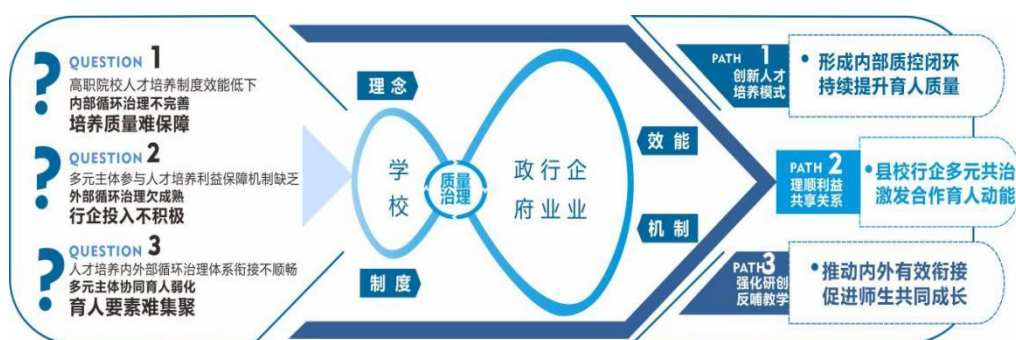 QUESTION 1
高职院校人才培养制度效能低下
内部循环治理不完善
培养质量难保障
QUESTION 2
多元主体参与人才培养利益保障机制缺乏
外部循环治理欠成熟
行企投入不积极
QUESTION 3
人才培养内外部循环治理体系衔接不顺畅
多元主体协同育人弱化
育人要素难集聚
理念
学校
制度
质量
治理
政府
行业
企业
效能
机制
PATH 1
创新人才
培养模式
• 形成内部质控闭环
持续提升育人质量
PATH 2
理顺利益
共享关系
• 县校行企多元共治
激发合作育人动能
PATH 3
强化研创
反哺教学
• 推动内外有效衔接
促进师生共同成长